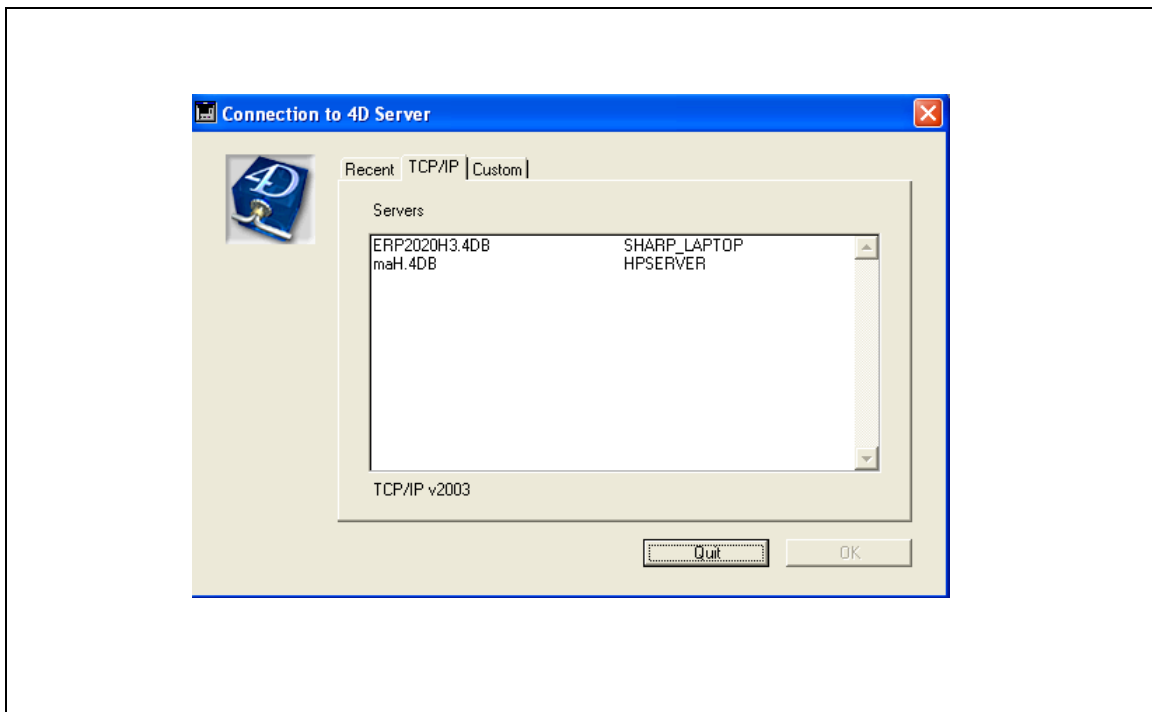 Connection to 4D Server
4D
Recent TCP/IP Custom
Servers
ERP2020H3.4DB SHARP_LAPTOP
maH.4DB HPSERVER
TCP/IP v2003
Quit OK